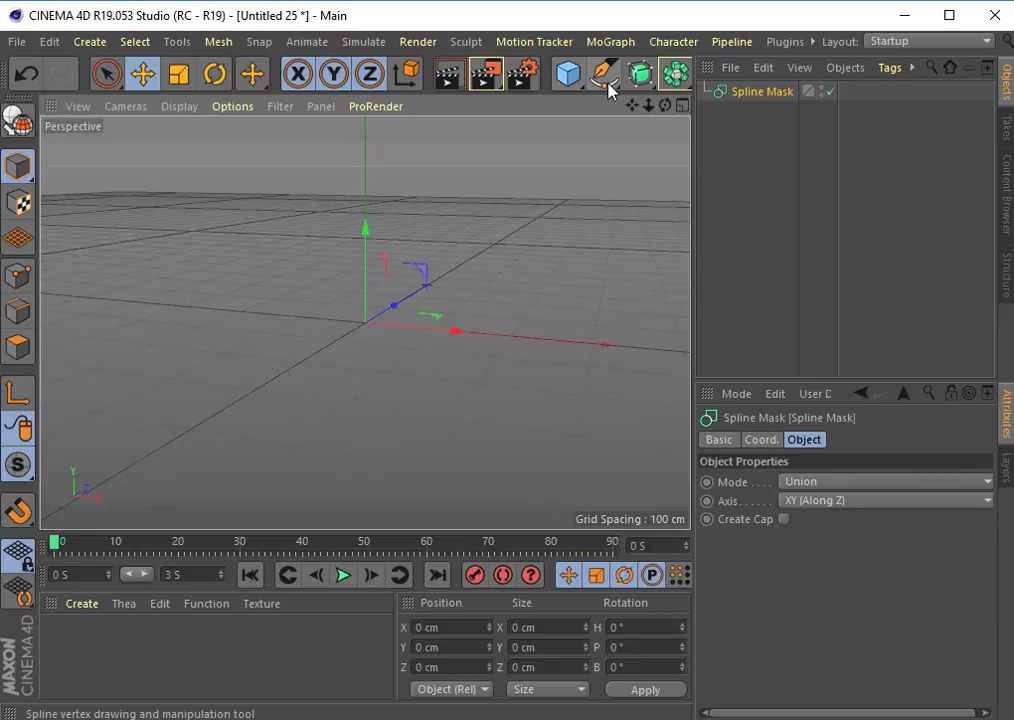 CINEMA 4D R19.053 Studio (RC - R19) - [Untitled 25 *] - Main
File Edit Create Select Tools Mesh Snap Animate Simulate Render Sculpt Motion Tracker MoGraph Character Pipeline Plugins Layout: Startup
X Y Z
File Edit View Objects Tags
Spline Mask
View Cameras Display Options Filter Panel ProRender
Perspective
Y
Z
X
Grid Spacing : 100 cm
Objects
Takes
Content Browser
Structure
Mode Edit User D
Spline Mask [Spline Mask]
Basic Coord. Object
Object Properties
Mode . . . . Union
Axis . . . . . XY (Along Z)
Create Cap
Attributes
Layers
S
0 10 20 30 40 50 60 70 80 90 0 S
0 S 3 S ? P
Create Thea Edit Function Texture
Position Size Rotation
X 0 cm X 0 cm H 0 °
Y 0 cm Y 0 cm P 0 °
Z 0 cm Z 0 cm B 0 °
Object (Rel) Size Apply
MAXON
CINEMA 4D
Spline vertex drawing and manipulation tool